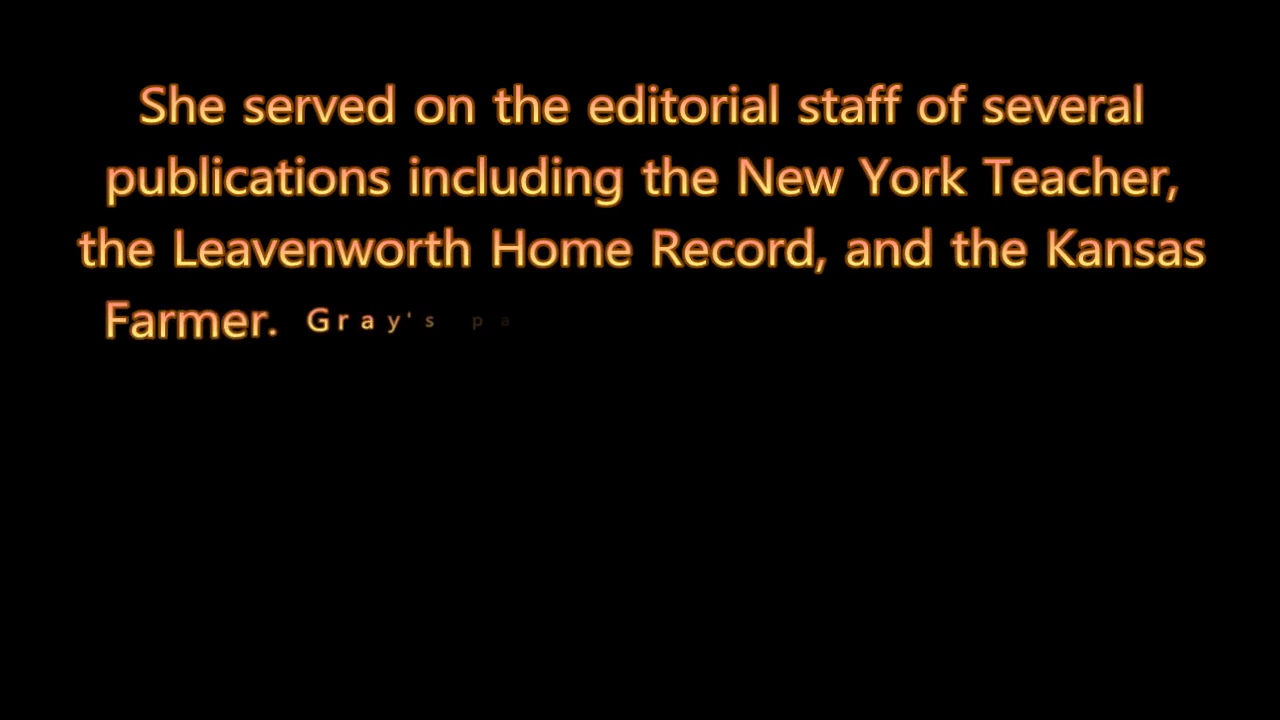 She served on the editorial staff of several
publications including the New York Teacher,
the Leavenworth Home Record, and the Kansas
Farmer. Gray's pa